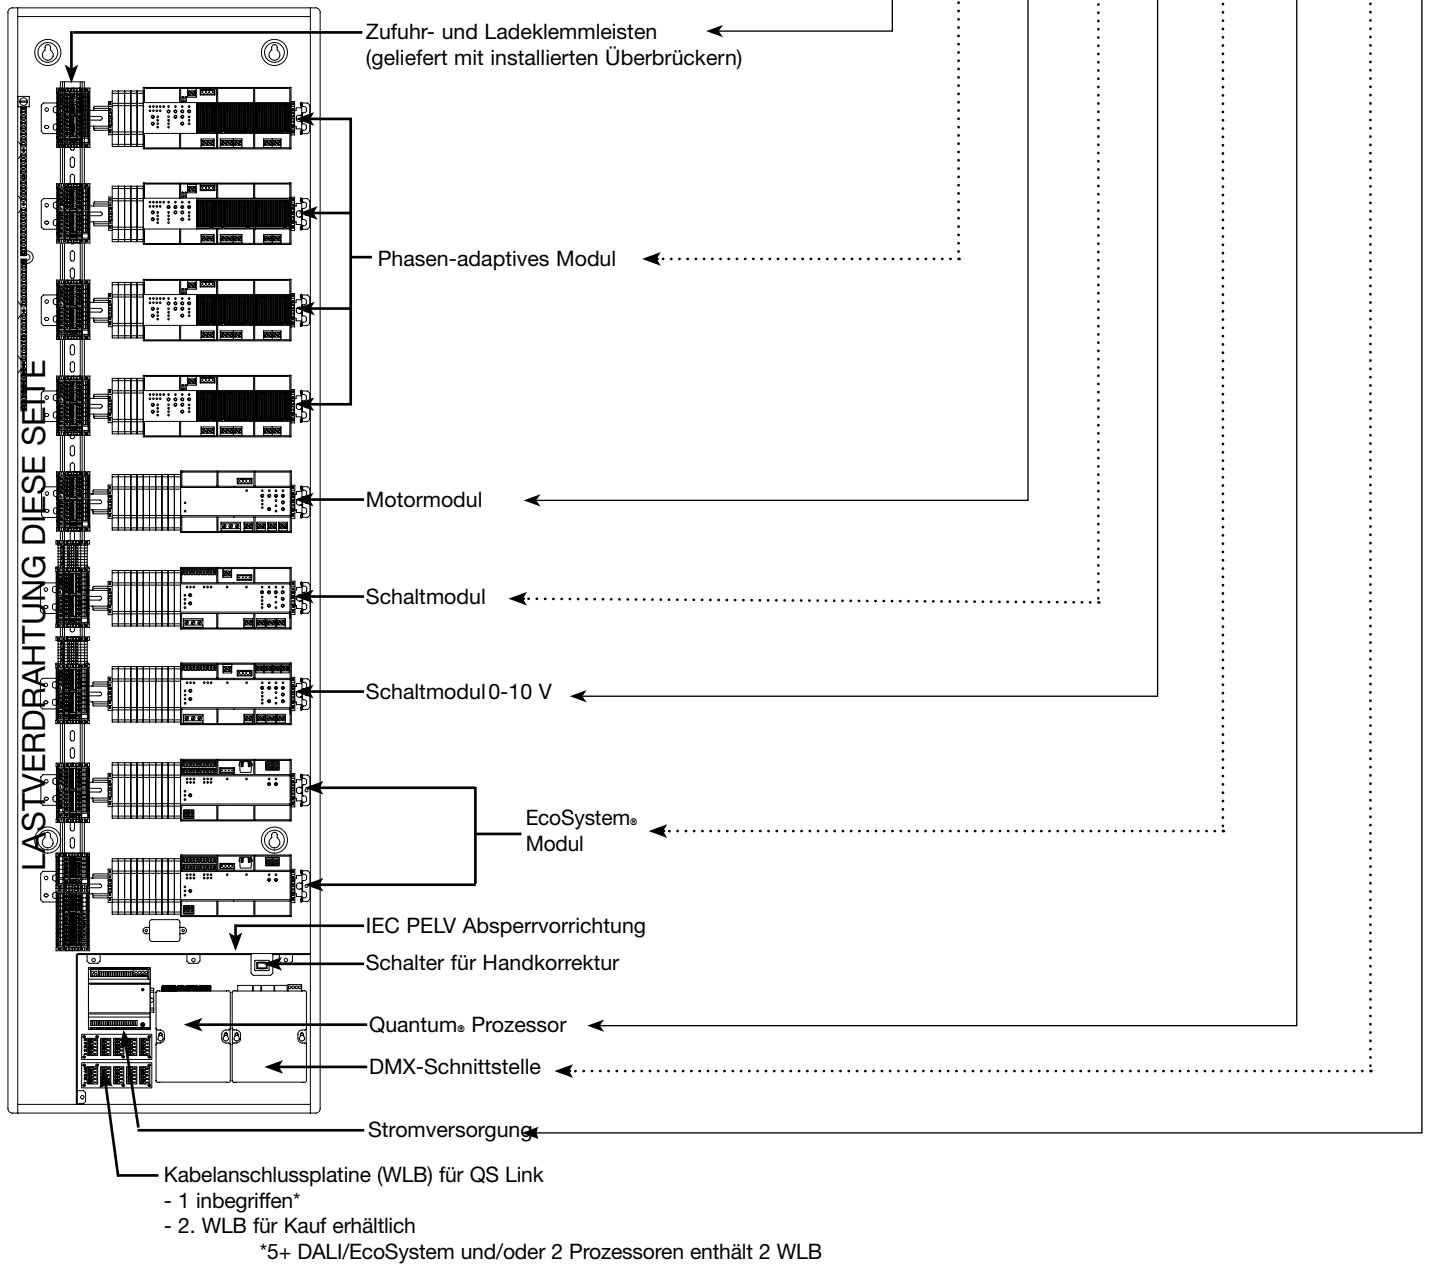 Zufuhr- und Ladeklemmleisten
(geliefert mit installierten Überbrückern)
Phasen-adaptives Modul
LASTVERDRAHTUNG DIESE SEITE
Motormodul
Schaltmodul
Schaltmodul 0-10 V
EcoSystem®
Modul
IEC PELV Absperrvorrichtung
Schalter für Handkorrektur
Quantum® Prozessor
DMX-Schnittstelle
Stromversorgung
Kabelanschlussplatine (WLB) für QS Link
- 1 inbegriffen*
- 2. WLB für Kauf erhältlich
*5+ DALI/EcoSystem und/oder 2 Prozessoren enthält 2 WLB